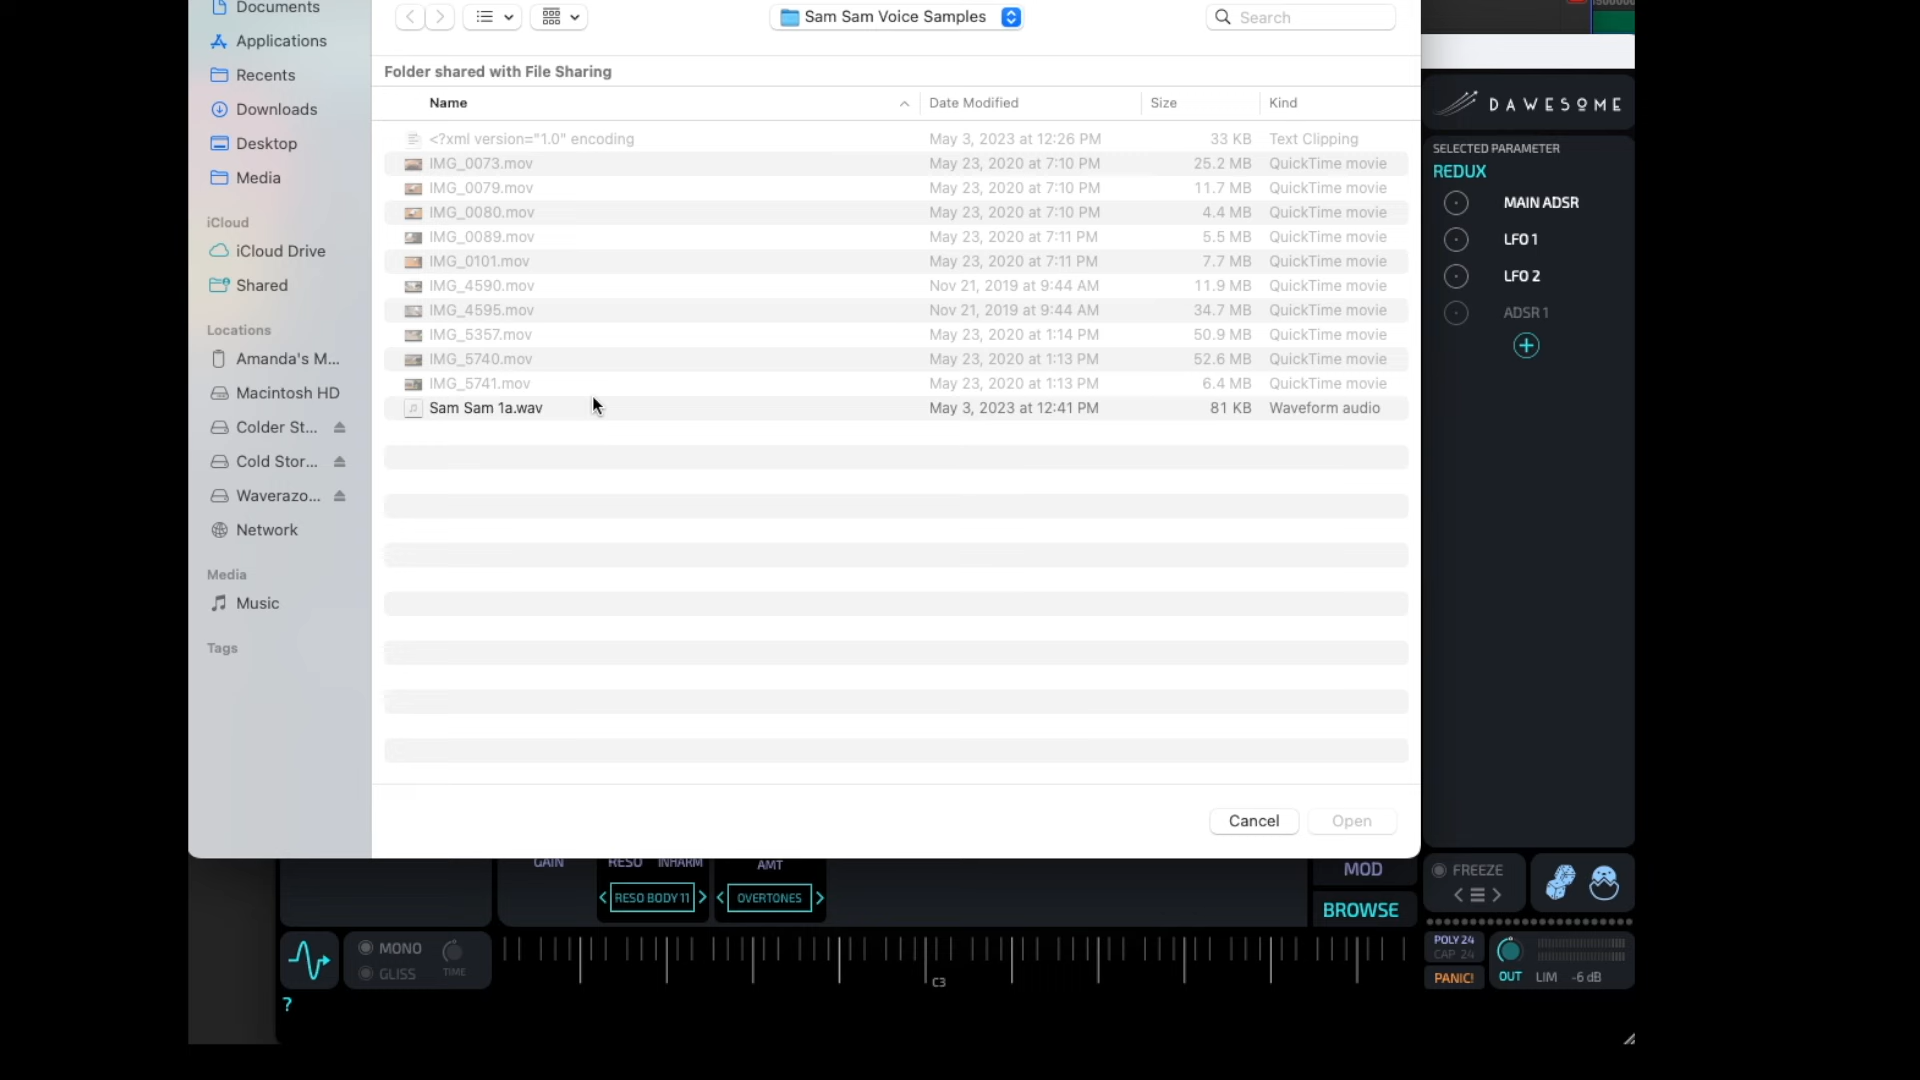 Documents
Sam Sam Voice Samples
Search
Applications
Recents
Downloads
Desktop
Media
iCloud
iCloud Drive
Shared
Locations
Amanda's M...
Macintosh HD
Colder St...
Cold Stor...
Waverazo...
Network
Media
Music
Tags
Folder shared with File Sharing
Name Date Modified Size Kind
<?xml version="1.0" encoding May 3, 2023 at 12:26 PM 33 KB Text Clipping
IMG_0073.mov May 23, 2020 at 7:10 PM 25.2 MB QuickTime movie
IMG_0079.mov May 23, 2020 at 7:10 PM 11.7 MB QuickTime movie
IMG_0080.mov May 23, 2020 at 7:10 PM 4.4 MB QuickTime movie
IMG_0089.mov May 23, 2020 at 7:11 PM 5.5 MB QuickTime movie
IMG_0101.mov May 23, 2020 at 7:11 PM 7.7 MB QuickTime movie
IMG_4590.mov Nov 21, 2019 at 9:44 AM 11.9 MB QuickTime movie
IMG_4595.mov Nov 21, 2019 at 9:44 AM 34.7 MB QuickTime movie
IMG_5357.mov May 23, 2020 at 1:14 PM 50.9 MB QuickTime movie
IMG_5740.mov May 23, 2020 at 1:13 PM 52.6 MB QuickTime movie
IMG_5741.mov May 23, 2020 at 1:13 PM 6.4 MB QuickTime movie
Sam Sam 1a.wav May 3, 2023 at 12:41 PM 81 KB Waveform audio
Cancel Open
DAWESOME
SELECTED PARAMETER
REDUX
MAIN ADSR
LFO 1
LFO 2
ADSR 1
GAIN RESO INHARM AMT
MOD
FREEZE
RESO BODY 11 OVERTONES
BROWSE
MONO
GLISS TIME
C3
POLY 24
CAP 24
PANIC!
OUT LIM -6 dB
?